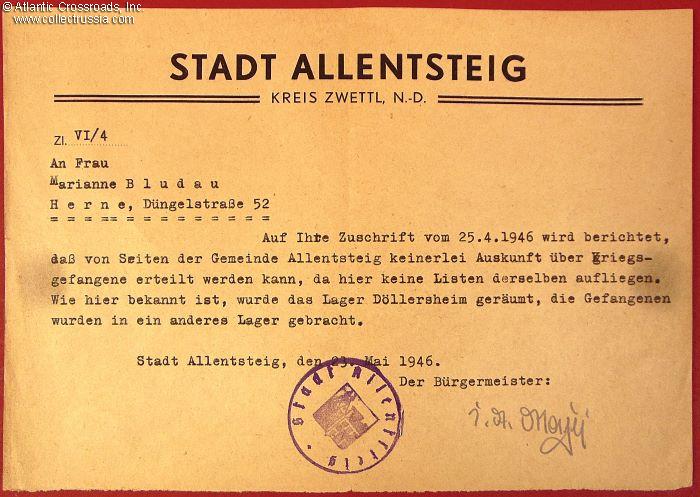 © Atlantic Crossroads, Inc.
www.collectrussia.com
STADT ALLENTSTEIG
KREIS ZWETTL, N.-D.
Zl. VI/4
An Frau
Marianne B l u d a u
H e r n e, Düngelstraße 52
= = = = = = = = = = = = = =
Auf Ihre Zuschrift vom 25.4.1946 wird berichtet,
daß von Seiten der Gemeinde Allentsteig keinerlei Auskunft über Kriegs-
gefangene erteilt werden kann, da hier keine Listen derselben aufliegen.
Wie hier bekannt ist, wurde das Lager Döllersheim geräumt, die Gefangenen
wurden in ein anderes Lager gebracht.
Stadt Allentsteig, den 23. Mai 1946.
Der Bürgermeister:
Stadt Allentsteig
i. A.